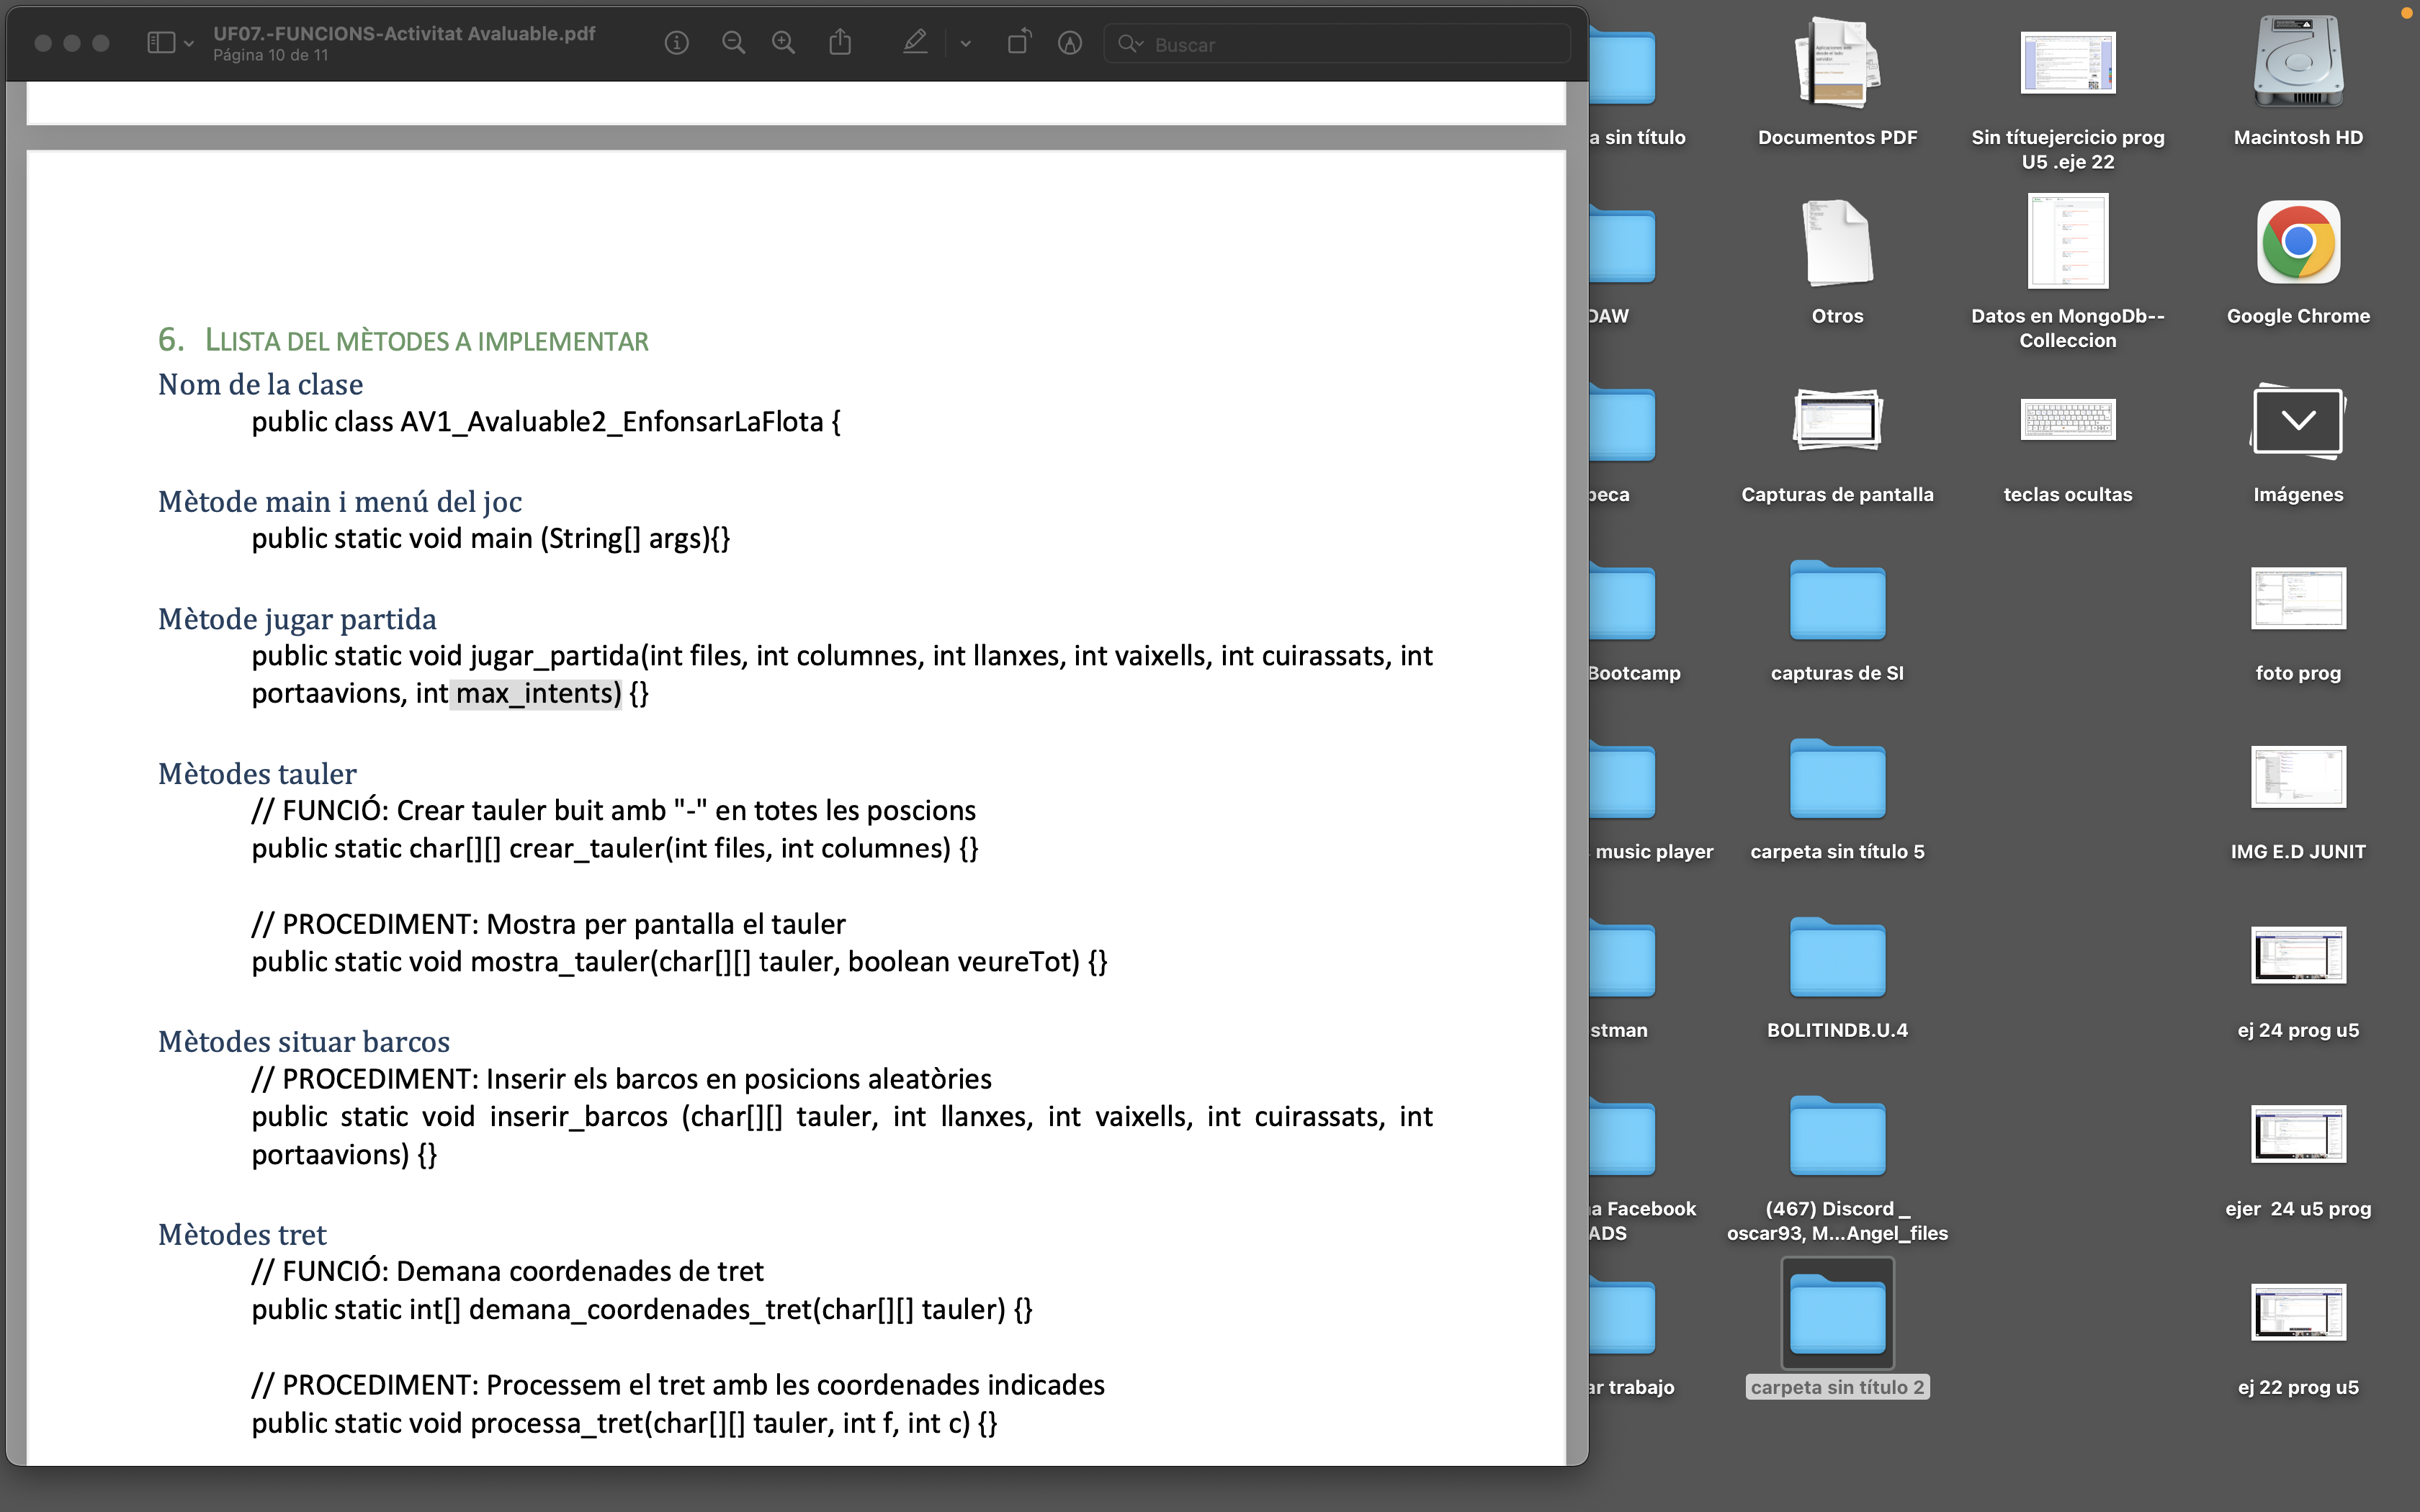 UF07.-FUNCIONS-Activitat Avaluable.pdf
Página 10 de 11
Buscar
6. LLISTA DEL MÈTODES A IMPLEMENTAR
Nom de la clase
public class AV1_Avaluable2_EnfonsarLaFlota {
Mètode main i menú del joc
public static void main (String[] args){}
Mètode jugar partida
public static void jugar_partida(int files, int columnes, int llanxes, int vaixells, int cuirassats, int
portaavions, int max_intents) {}
Mètodes tauler
// FUNCIÓ: Crear tauler buit amb "-" en totes les poscions
public static char[][] crear_tauler(int files, int columnes) {}
// PROCEDIMENT: Mostra per pantalla el tauler
public static void mostra_tauler(char[][] tauler, boolean veureTot) {}
Mètodes situar barcos
// PROCEDIMENT: Inserir els barcos en posicions aleatòries
public static void inserir_barcos (char[][] tauler, int llanxes, int vaixells, int cuirassats, int
portaavions) {}
Mètodes tret
// FUNCIÓ: Demana coordenades de tret
public static int[] demana_coordenades_tret(char[][] tauler) {}
// PROCEDIMENT: Processem el tret amb les coordenades indicades
public static void processa_tret(char[][] tauler, int f, int c) {}
a sin título
Documentos PDF
Sin títuejercicio prog
U5 .eje 22
Macintosh HD
DAW
Otros
Datos en MongoDb--
Colleccion
Google Chrome
beca
Capturas de pantalla
teclas ocultas
Imágenes
Bootcamp
capturas de SI
foto prog
music player
carpeta sin título 5
IMG E.D JUNIT
stman
BOLITINDB.U.4
ej 24 prog u5
a Facebook
ADS
(467) Discord _
oscar93, M...Angel_files
ejer 24 u5 prog
ar trabajo
carpeta sin título 2
ej 22 prog u5